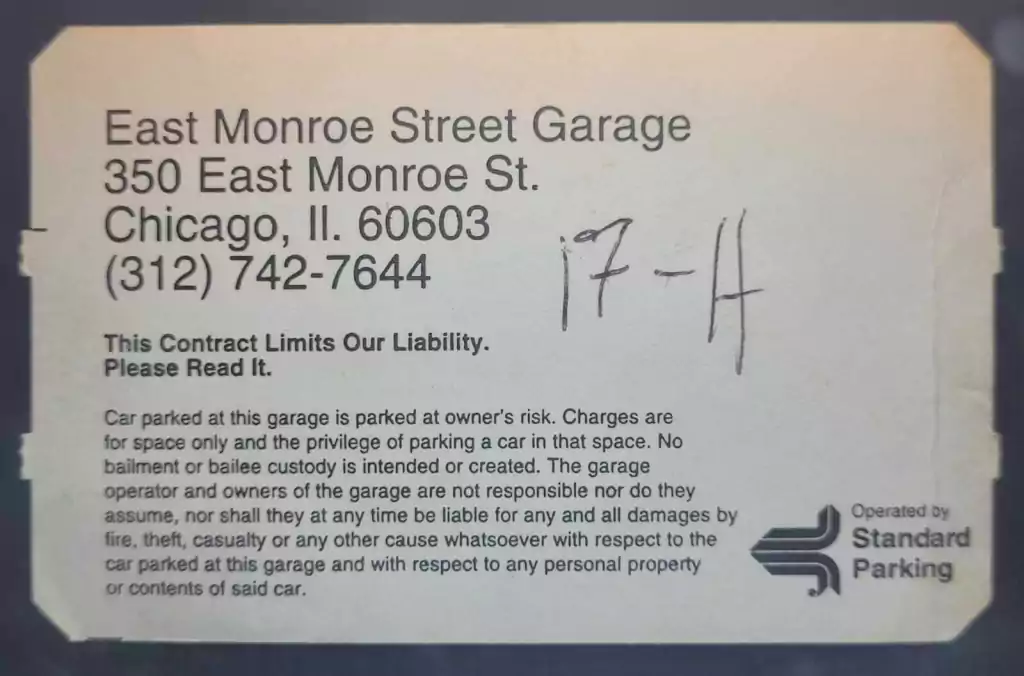 East Monroe Street Garage
350 East Monroe St.
Chicago, Il. 60603
(312) 742-7644
17-H
This Contract Limits Our Liability.
Please Read It.
Car parked at this garage is parked at owner's risk. Charges are
for space only and the privilege of parking a car in that space. No
bailment or bailee custody is intended or created. The garage
operator and owners of the garage are not responsible nor do they
assume, nor shall they at any time be liable for any and all damages by
fire, theft, casualty or any other cause whatsoever with respect to the
car parked at this garage and with respect to any personal property
or contents of said car.
Operated by
Standard
Parking